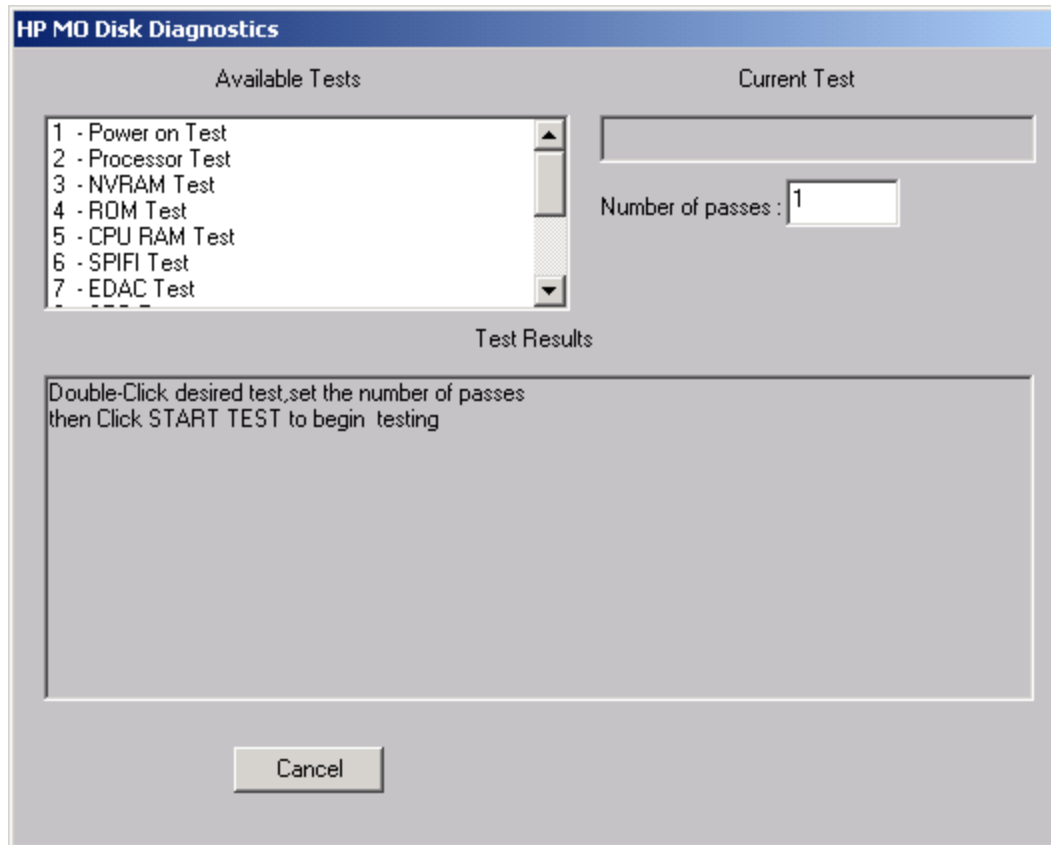 HP MO Disk Diagnostics
Available Tests
Current Test
1 - Power on Test
2 - Processor Test
3 - NVRAM Test
4 - ROM Test
5 - CPU RAM Test
6 - SPIFI Test
7 - EDAC Test
Number of passes : 1
Test Results
Double-Click desired test,set the number of passes
then Click START TEST to begin testing
Cancel